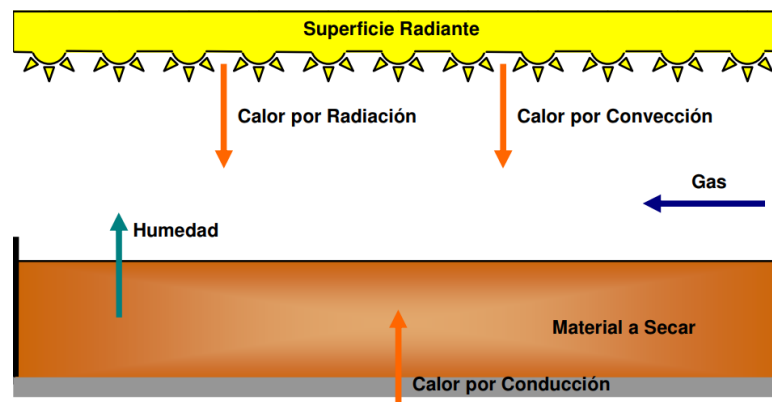 Superficie Radiante
Calor por Radiación
Calor por Convección
Gas
Humedad
Material a Secar
Calor por Conducción